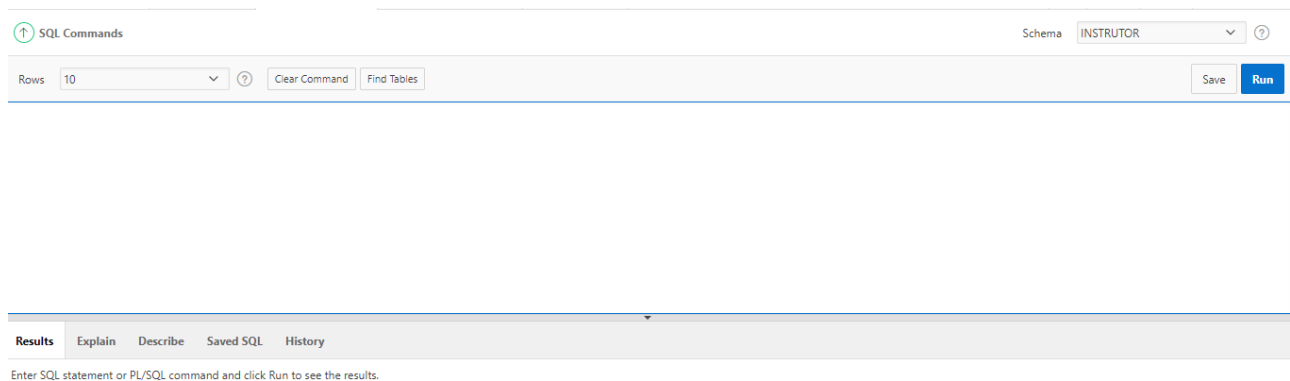 SQL Commands Schema INSTRUTOR ?
Rows 10 ? Clear Command Find Tables Save Run
Results Explain Describe Saved SQL History
Enter SQL statement or PL/SQL command and click Run to see the results.